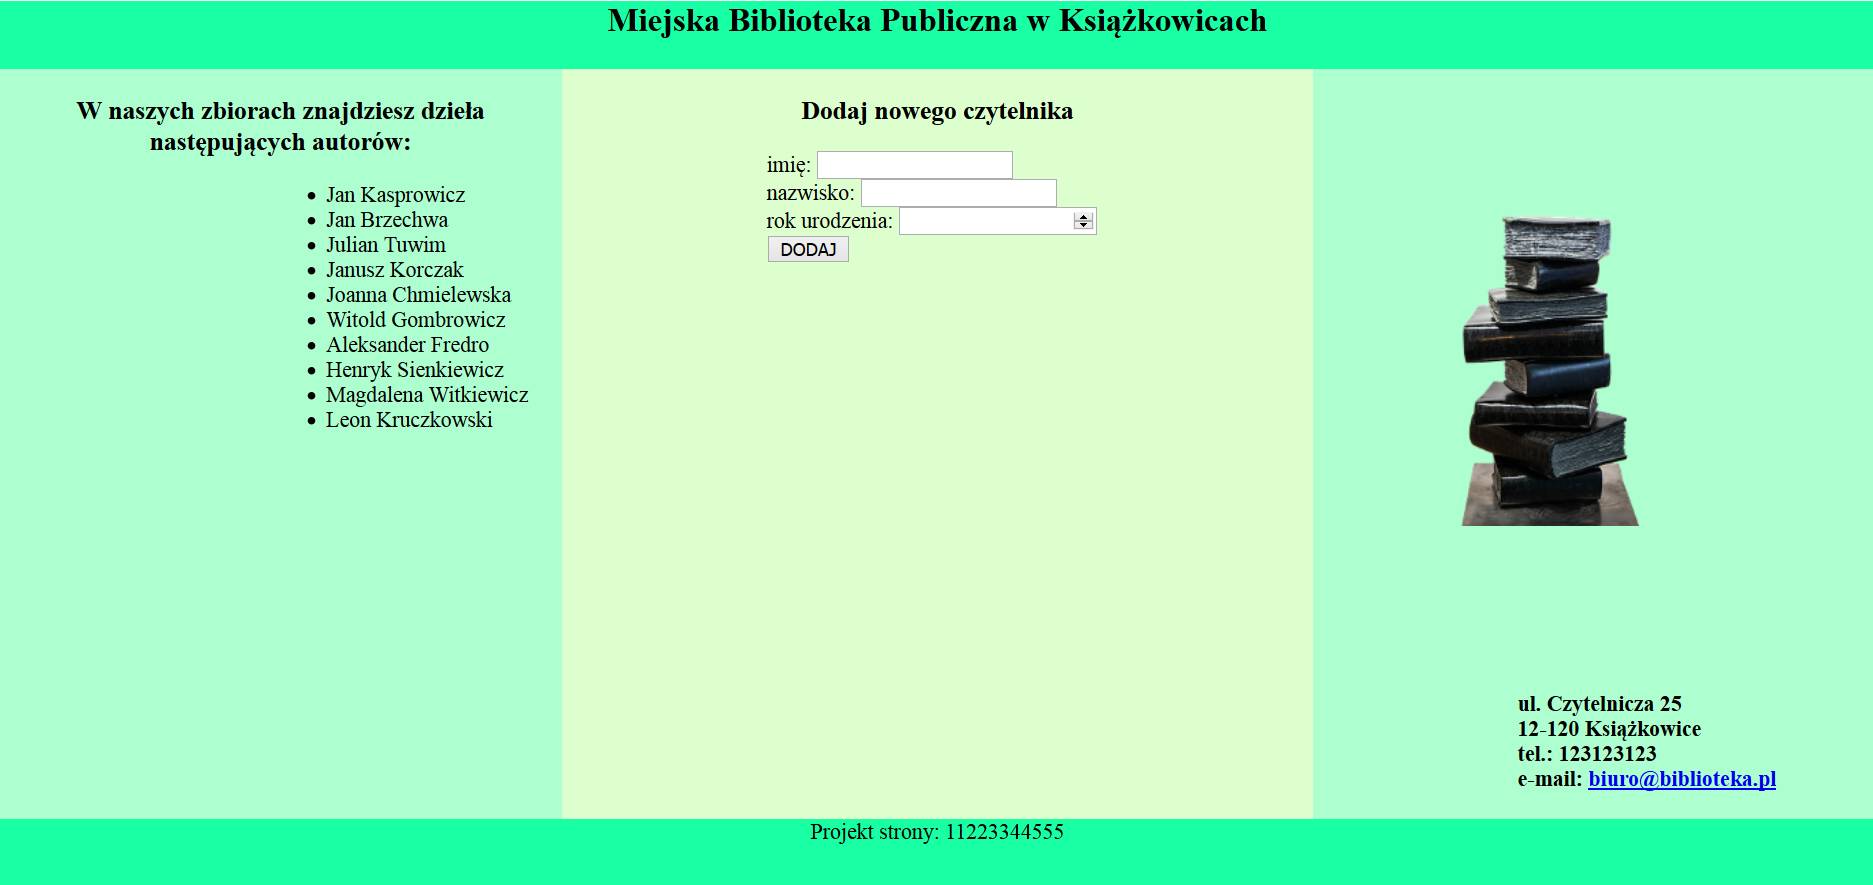 Miejska Biblioteka Publiczna w Książkowicach
W naszych zbiorach znajdziesz dzieła
następujących autorów:
Jan Kasprowicz
Jan Brzechwa
Julian Tuwim
Janusz Korczak
Joanna Chmielewska
Witold Gombrowicz
Aleksander Fredro
Henryk Sienkiewicz
Magdalena Witkiewicz
Leon Kruczkowski
Dodaj nowego czytelnika
imię:
nazwisko:
rok urodzenia:
DODAJ
ul. Czytelnicza 25
12-120 Książkowice
tel.: 123123123
e-mail: biuro@biblioteka.pl
Projekt strony: 11223344555